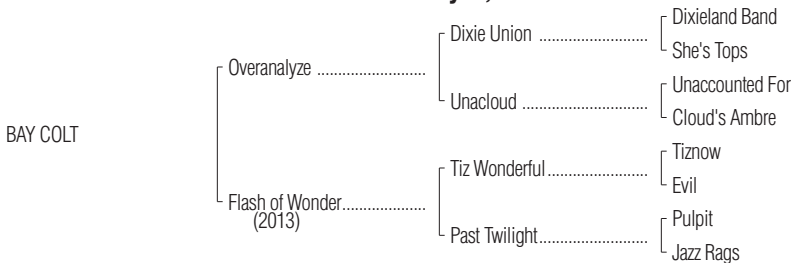 Dixieland Band
Dixie Union ..........................
She's Tops
Overanalyze ..........................
Unaccounted For
Unacloud ..............................
Cloud's Ambre
BAY COLT
Tiznow
Tiz Wonderful........................
Evil
Flash of Wonder....................
(2013)
Pulpit
Past Twilight..........................
Jazz Rags